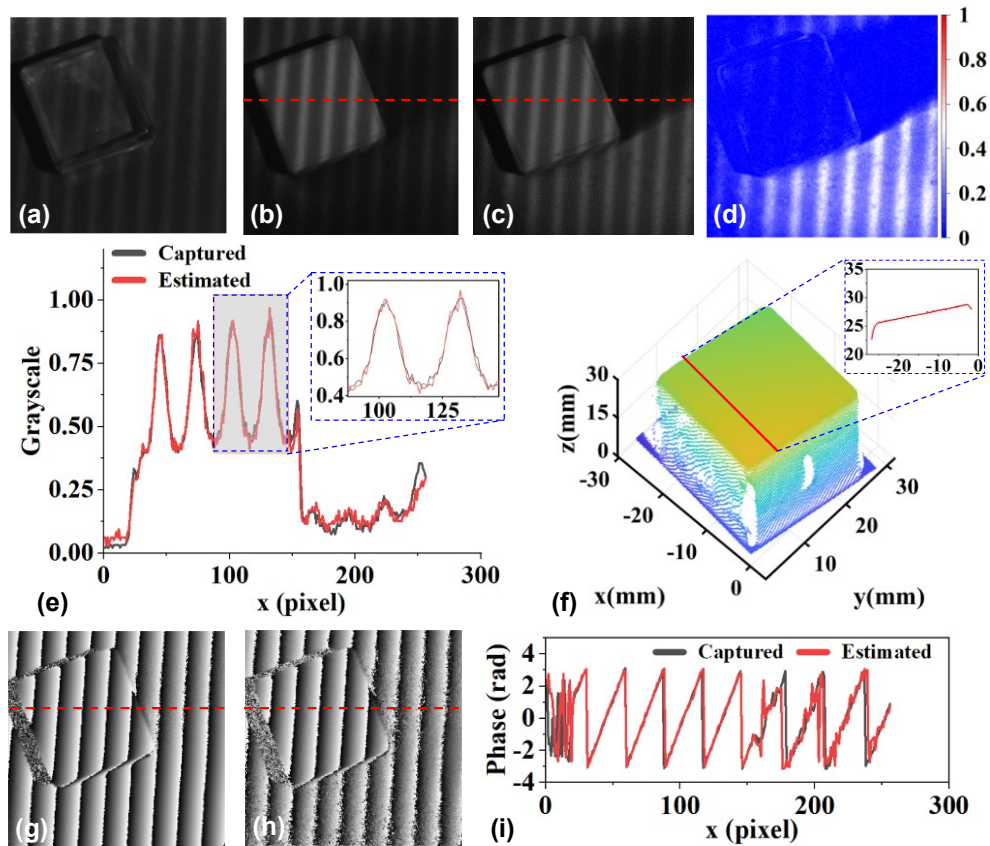 (a)
(b)
(c)
(d)
1
0.8
0.6
0.4
0.2
0
Captured
Estimated
1.00
0.75
0.50
0.25
0.00
Grayscale
0
100
200
300
x (pixel)
(e)
1.0
0.8
0.6
0.4
100
125
35
30
25
20
-20
-10
0
30
15
0
z(mm)
-30
-20
-10
0
x(mm)
10
20
30
y(mm)
(f)
(g)
(h)
Captured
Estimated
4
2
0
-2
-4
Phase (rad)
0
100
200
300
x (pixel)
(i)